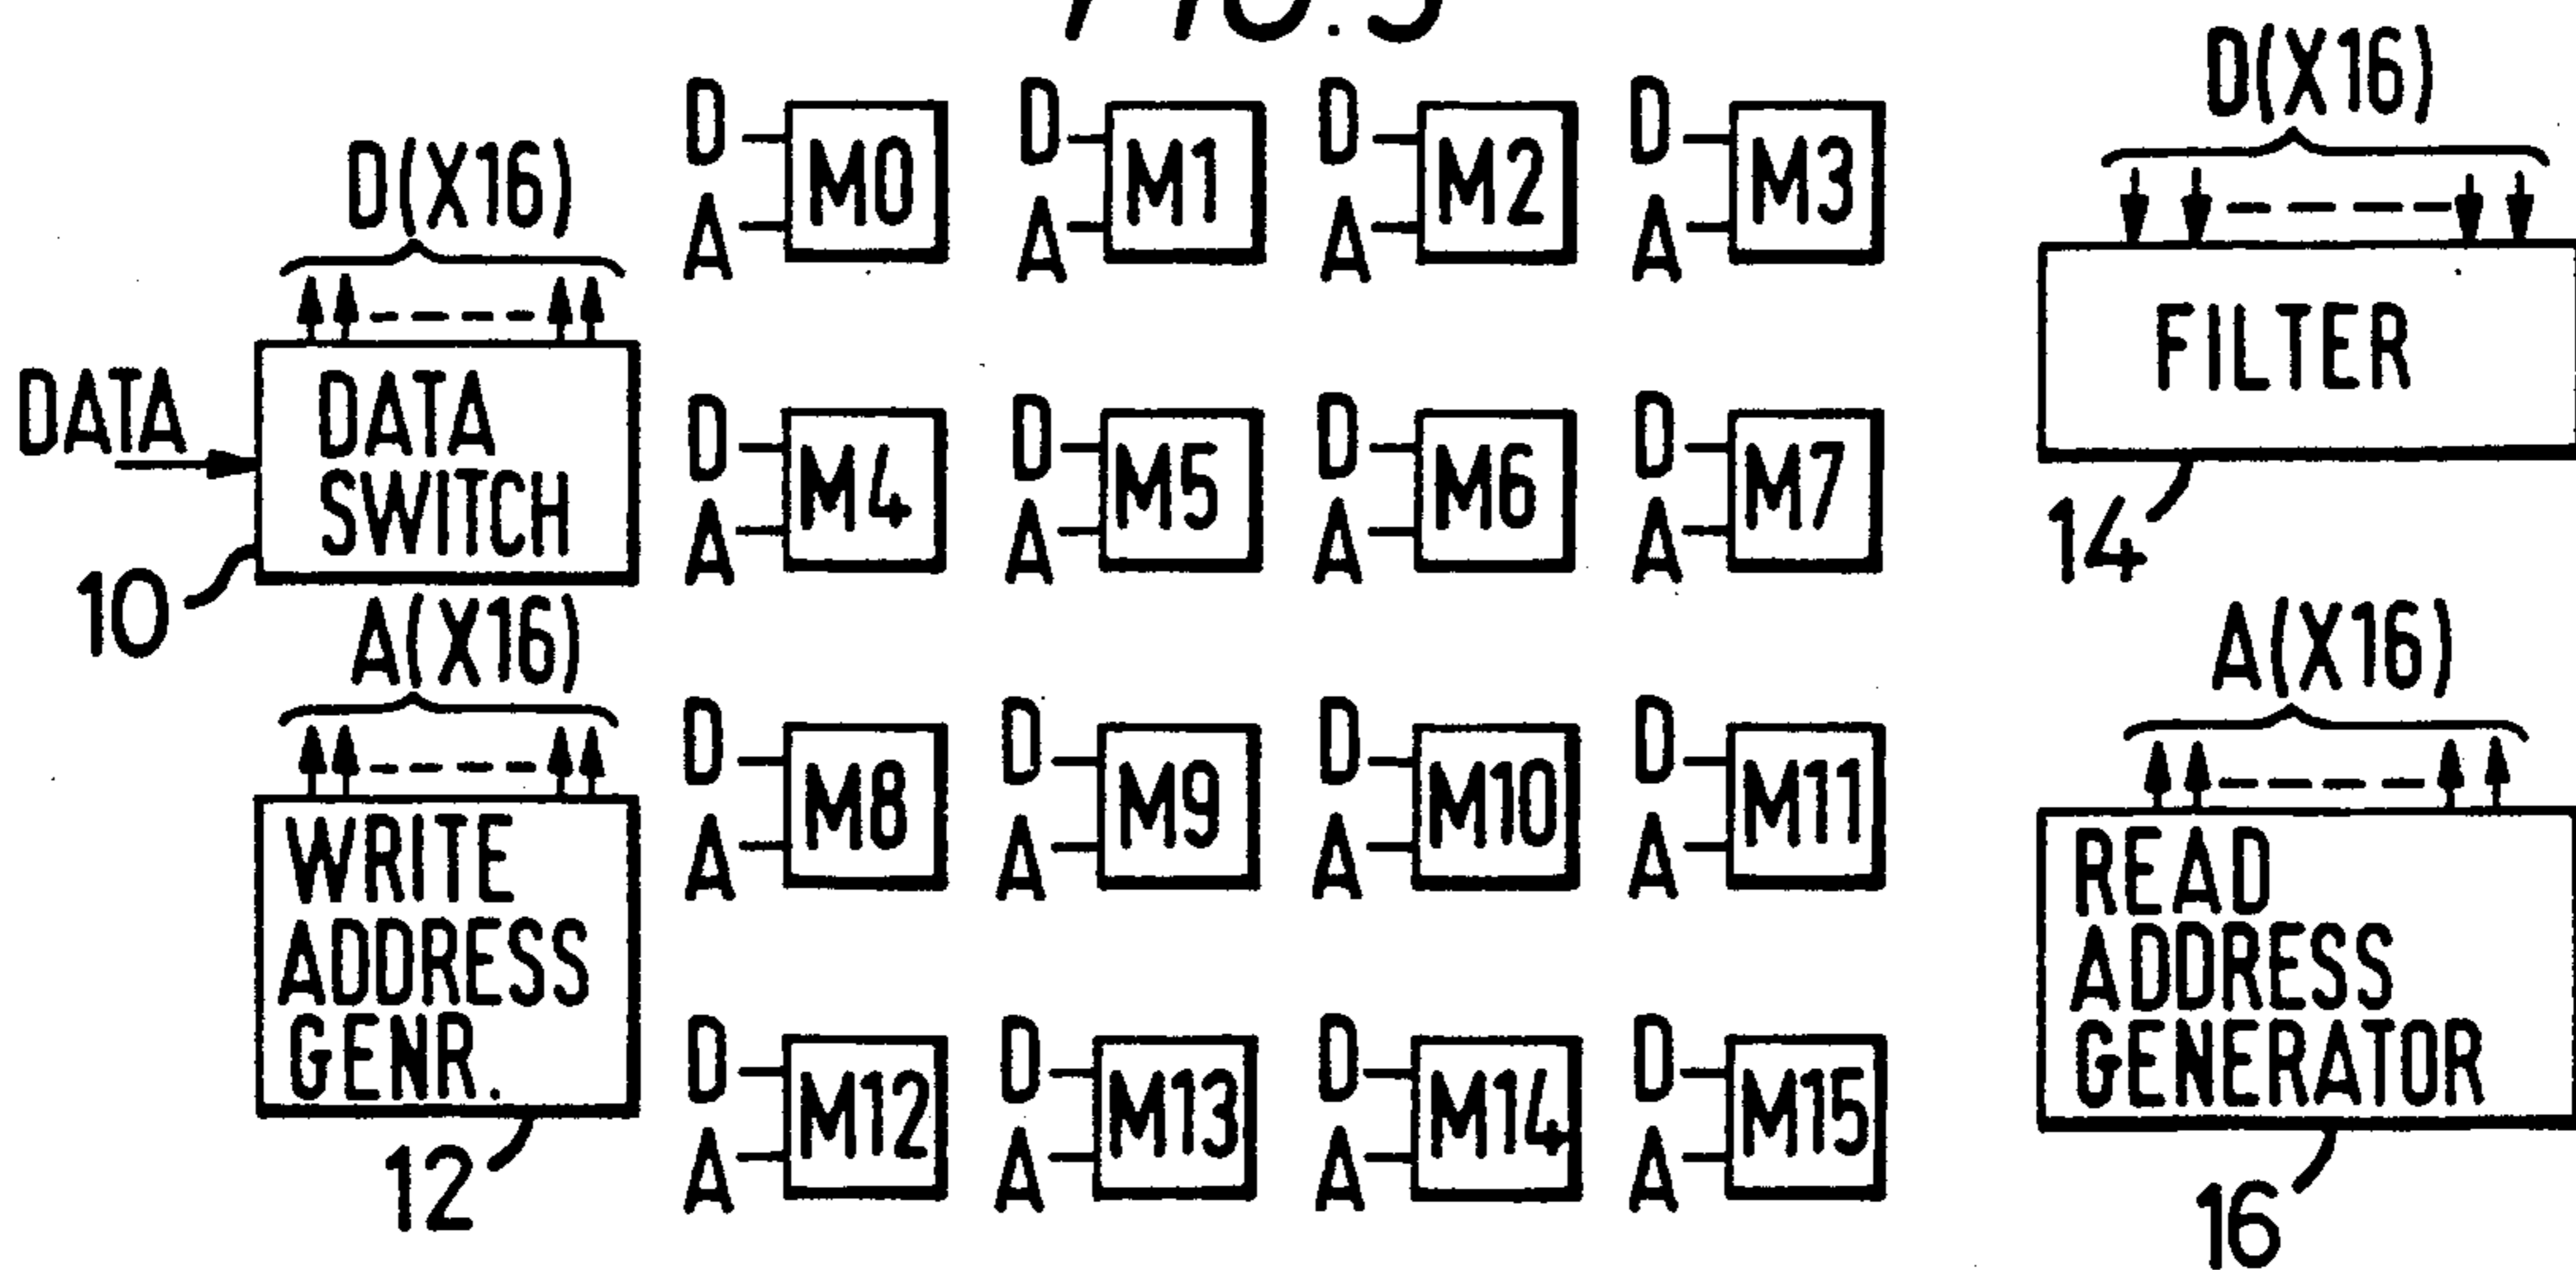 FIG.
D(X16)
DATA
DATA
SWITCH
10
A(X16)
WRITE
ADDRESS
GENR.
12
D D D D
M0 M1 M2 M3
A A A A
D D D D
M4 M5 M6 M7
A A A A
D D D D
M8 M9 M10 M11
A A A A
D D D D
M12 M13 M14 M15
A A A A
D(X16)
FILTER
14
A(X16)
READ
ADDRESS
GENERATOR
16